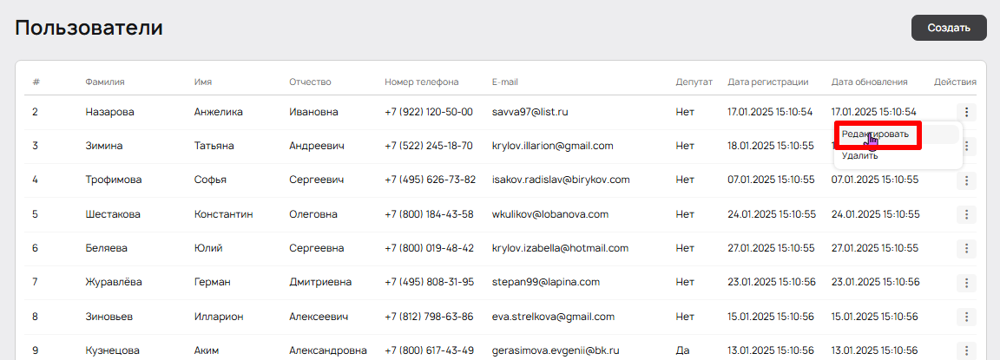 Пользователи
Создать
# Фамилия Имя Отчество Номер телефона E-mail Депутат Дата регистрации Дата обновления Действия
2 Назарова Анжелика Ивановна +7 (922) 120-50-00 savva97@list.ru Нет 17.01.2025 15:10:54 17.01.2025 15:10:54
Редактировать
3 Зимина Татьяна Андреевич +7 (522) 245-18-70 krylov.illarion@gmail.com Нет 18.01.2025 15:10:55
Удалить
4 Трофимова Софья Сергеевич +7 (495) 626-73-82 isakov.radislav@birykov.com Нет 07.01.2025 15:10:55 07.01.2025 15:10:55
5 Шестакова Константин Олеговна +7 (800) 184-43-58 wkulikov@lobanova.com Нет 24.01.2025 15:10:55 24.01.2025 15:10:55
6 Беляева Юлий Сергеевна +7 (800) 019-48-42 krylov.izabella@hotmail.com Нет 27.01.2025 15:10:55 27.01.2025 15:10:55
7 Журавлёва Герман Дмитриевна +7 (495) 808-31-95 stepan99@lapina.com Нет 23.01.2025 15:10:56 23.01.2025 15:10:56
8 Зиновьев Илларион Алексеевич +7 (812) 798-63-86 eva.strelkova@gmail.com Нет 15.01.2025 15:10:56 15.01.2025 15:10:56
9 Кузнецова Аким Александровна +7 (800) 617-43-49 gerasimova.evgenii@bk.ru Да 13.01.2025 15:10:56 13.01.2025 15:10:56